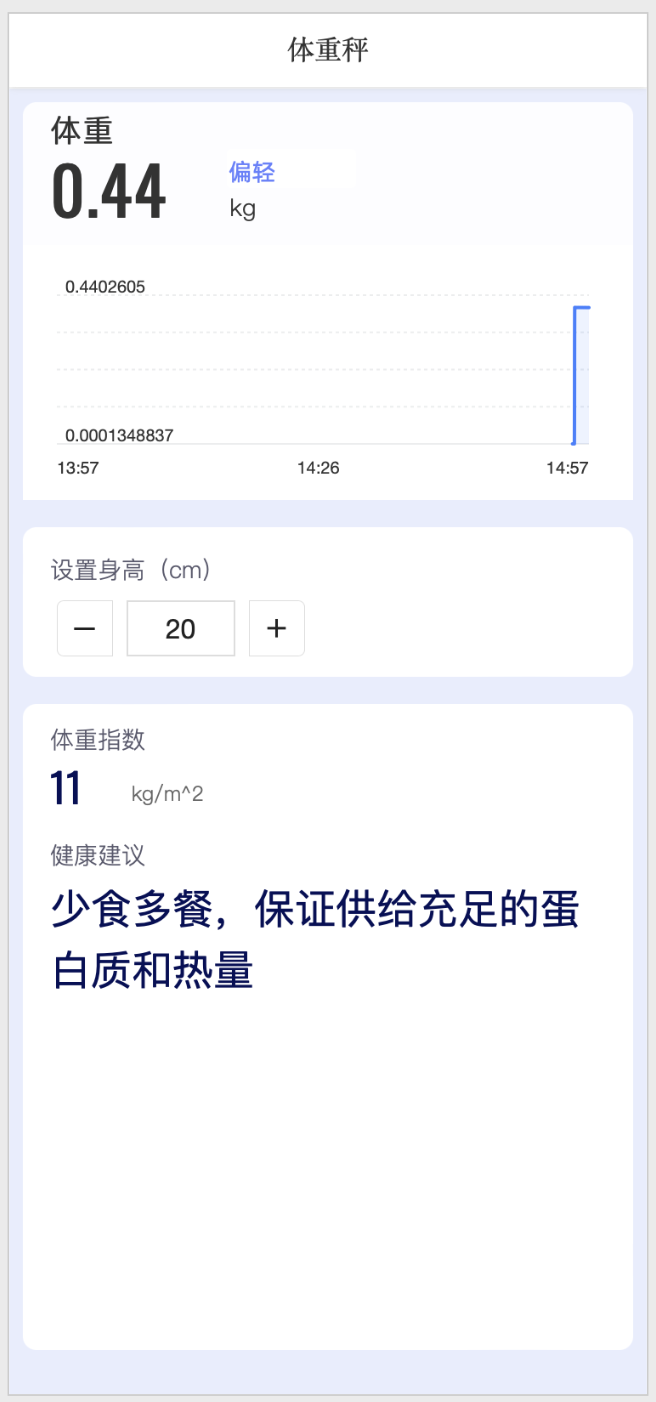 体重秤
体重
0.44
偏轻
kg
0.4402605
0.0001348837
13:57 14:26 14:57
设置身高（cm）
— 20 +
体重指数
11 kg/m^2
健康建议
少食多餐，保证供给充足的蛋
白质和热量